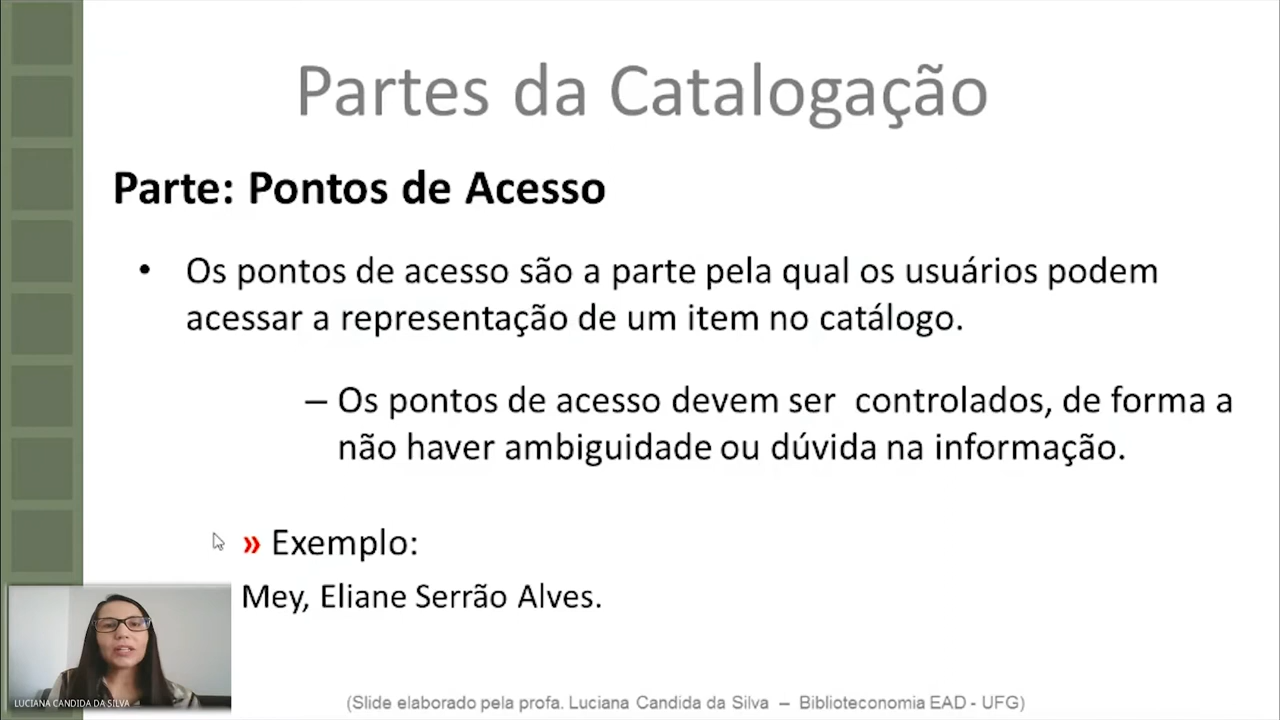 Partes da Catalogação
Parte: Pontos de Acesso
• Os pontos de acesso são a parte pela qual os usuários podem
acessar a representação de um item no catálogo.
– Os pontos de acesso devem ser controlados, de forma a
não haver ambiguidade ou dúvida na informação.
» Exemplo:
Mey, Eliane Serrão Alves.
LUCIANA CANDIDA DA SILVA
(Slide elaborado pela profa. Luciana Candida da Silva – Biblioteconomia EAD - UFG)